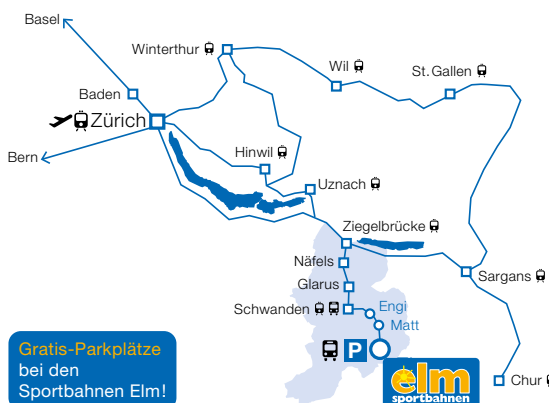 Basel
Winterthur
Wil
St. Gallen
Baden
Zürich
Bern
Hinwil
Uznach
Ziegelbrücke
Näfels
Sargans
Glarus
Schwanden
Engi
Matt
P
Gratis-Parkplätze
bei den
Sportbahnen Elm!
elm
sportbahnen
Chur